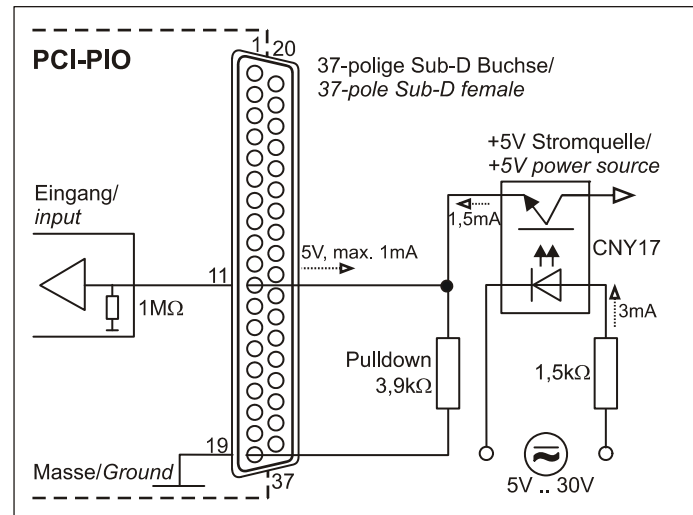 PCI-PIO
1 20
37-polige Sub-D Buchse/
37-pole Sub-D female
+5V Stromquelle/
+5V power source
Eingang/
input
1,5mA
CNY17
5V, max. 1mA
11
1MΩ
3mA
Pulldown
3,9kΩ
1,5kΩ
19
Masse/Ground
37
5V .. 30V